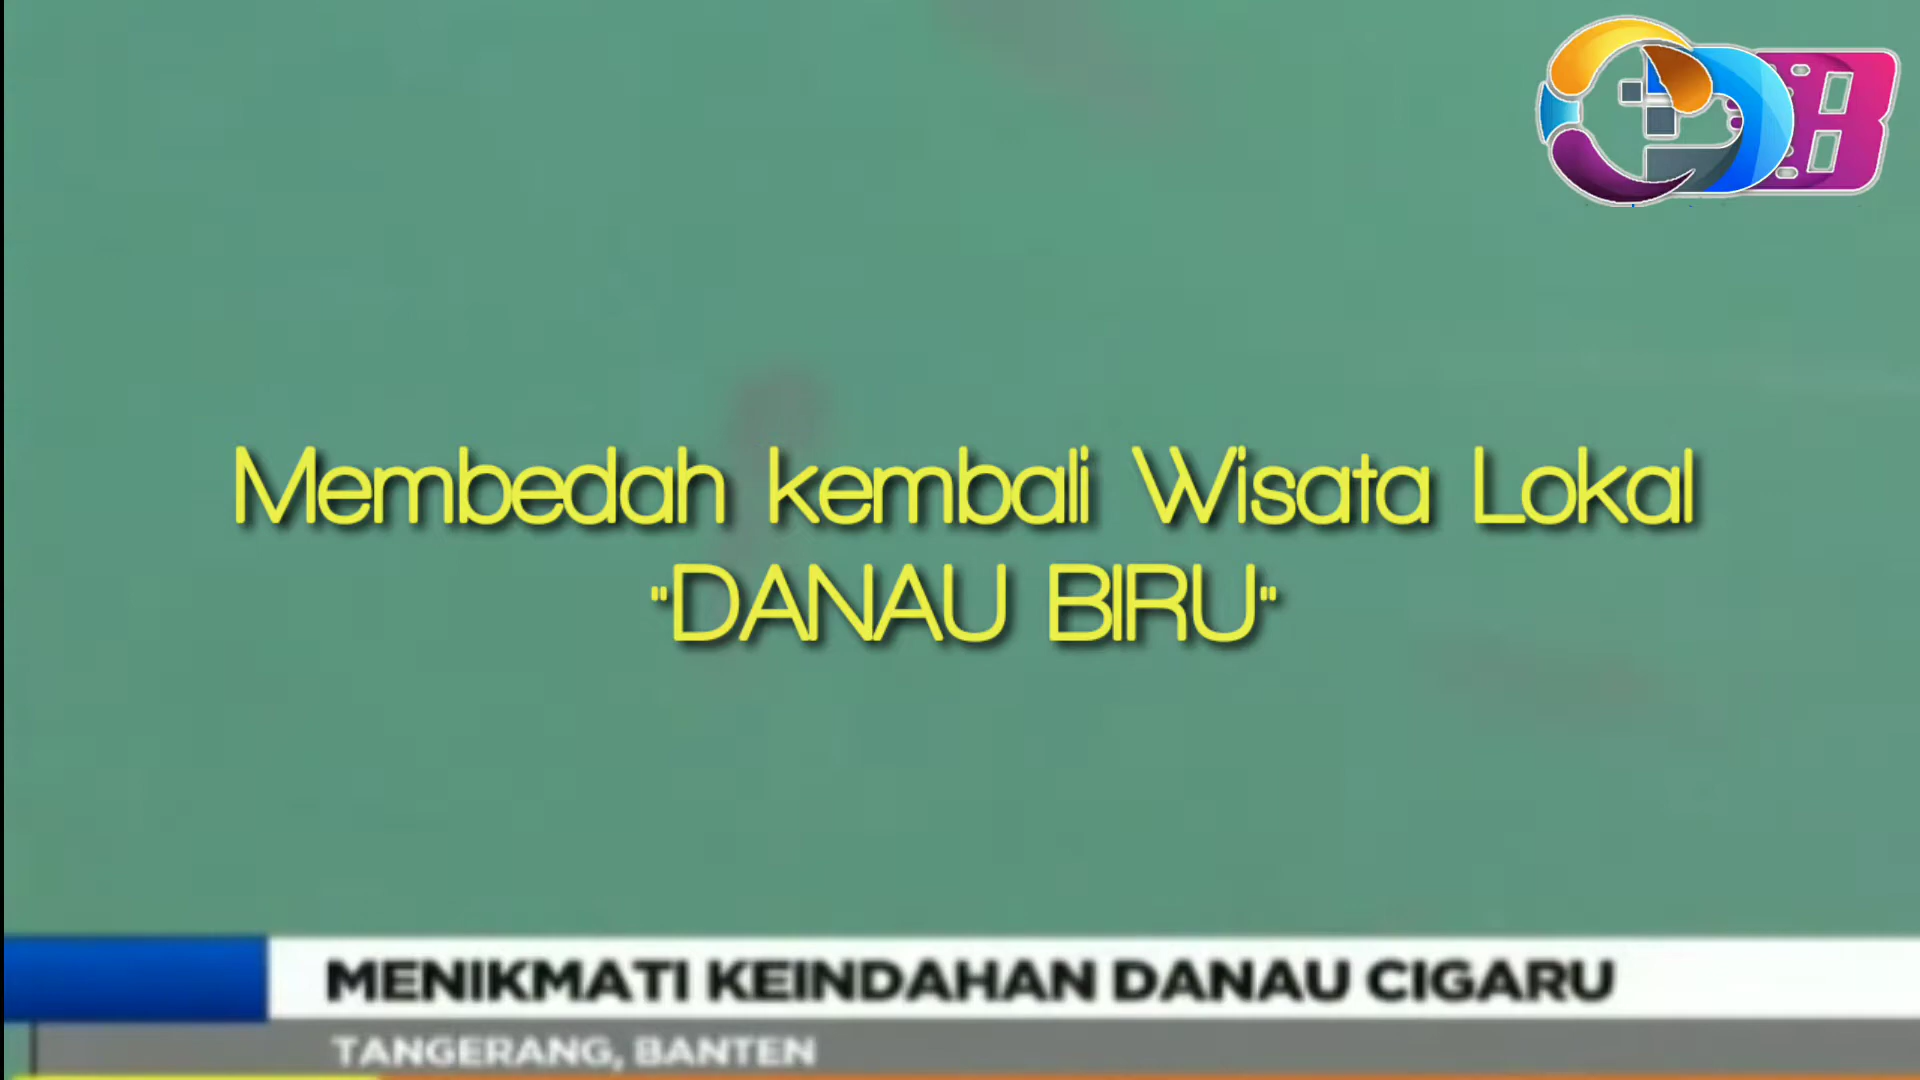 Membedah kembali Wisata Lokal
"DANAU BIRU"
MENIKMATI KEINDAHAN DANAU CIGARU
TANGERANG, BANTEN